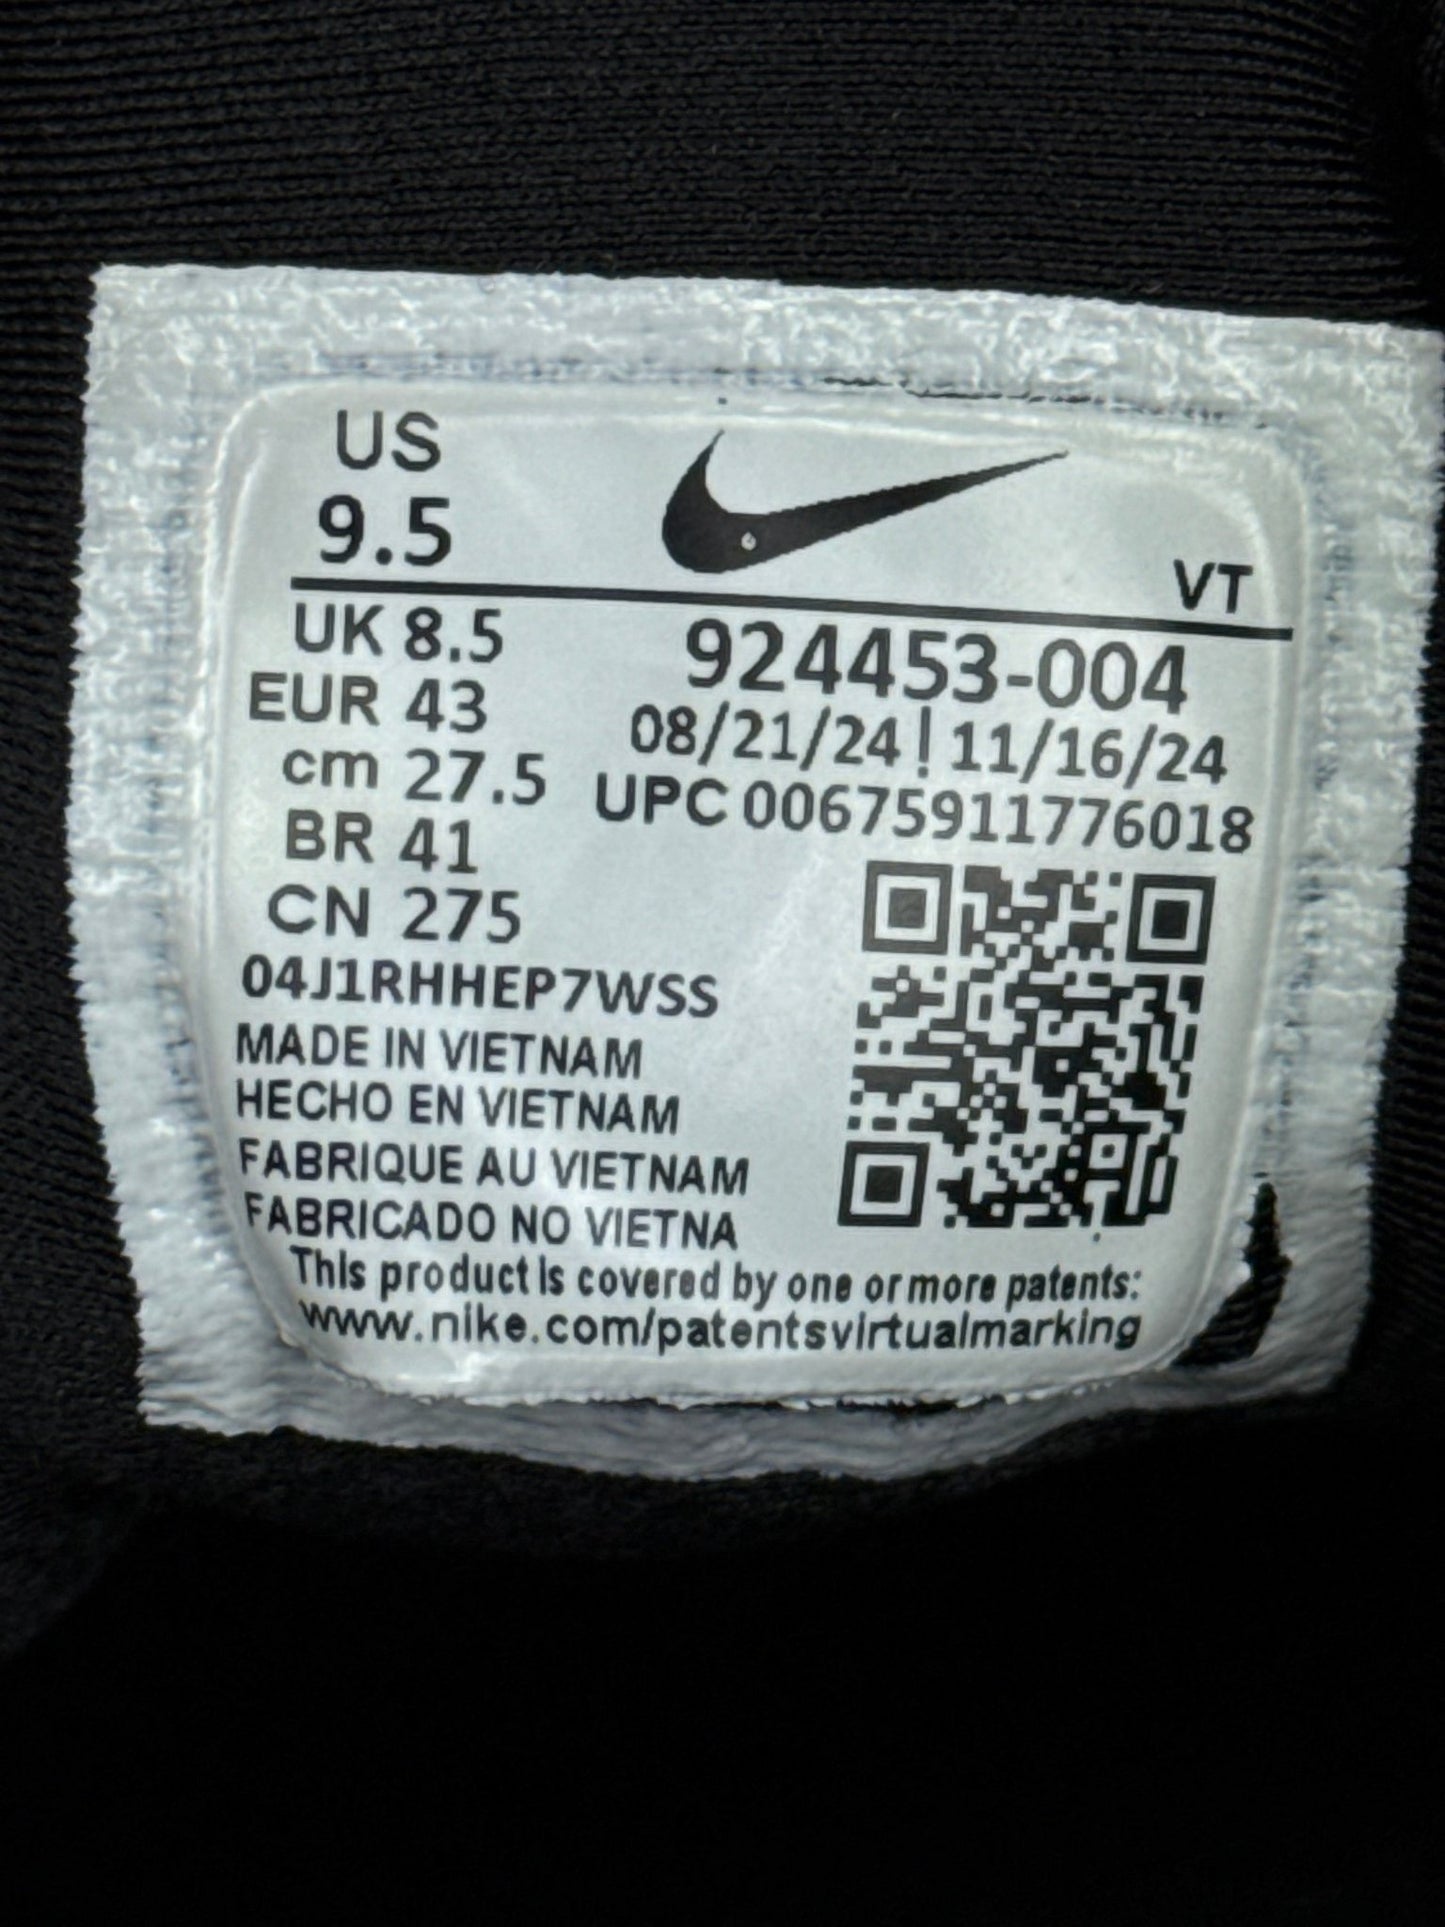 US
9.5
VT
UK 8.5
EUR 43
cm 27.5
BR 41
CN 275
924453-004
08/21/24 | 11/16/24
UPC 00675911776018
04J1RHHEP7WSS
MADE IN VIETNAM
HECHO EN VIETNAM
FABRIQUE AU VIETNAM
FABRICADO NO VIETNA
This product is covered by one or more patents:
www.nike.com/patentsvirtualmarking